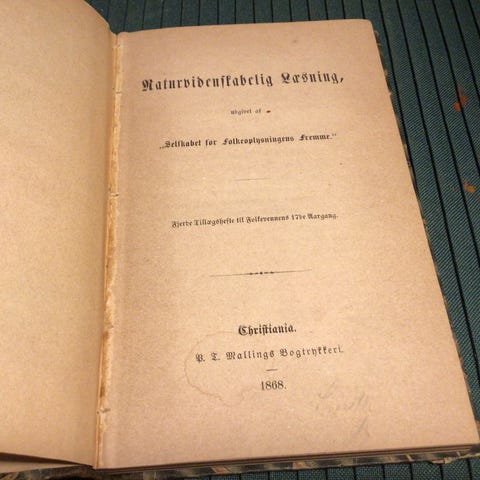 Naturvidenskabelig Læsning,
udgivet af
„Selskabet for Folkeoplysningens Fremme.“
Fjerde Tillægshefte til Folkevennens 17de Aargang.
Christiania.
P. T. Mallings Bogtrykkeri.
1868.